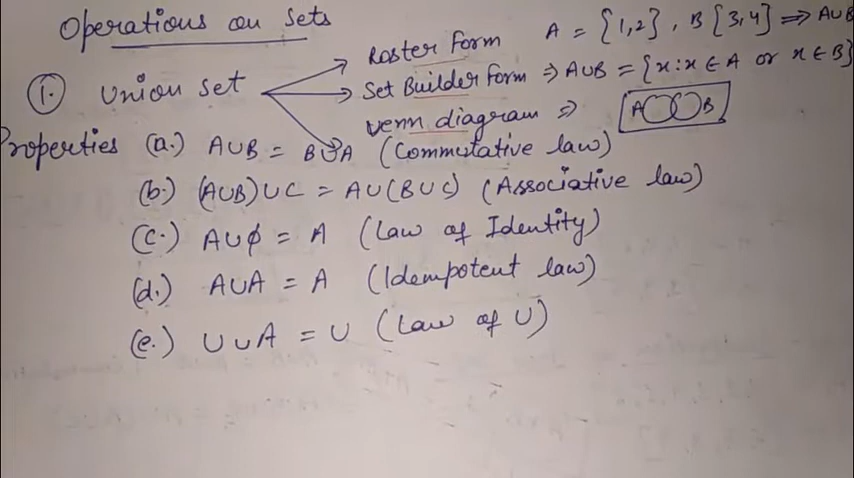 Operations on Sets
Roster Form A = {1,2} , B {3,4} ⇒ A∪B
(1.) Union set
Set Builder Form ⇒ A∪B = {x : x ∈ A or x ∈ B}
Venn diagram ⇒ A B
Properties (a.) A∪B = B∪A (Commutative law)
(b.) (A∪B)∪C = A∪(B∪C) (Associative law)
(c.) A∪ϕ = A (Law of Identity)
(d.) A∪A = A (Idempotent law)
(e.) U∪A = U (Law of U)